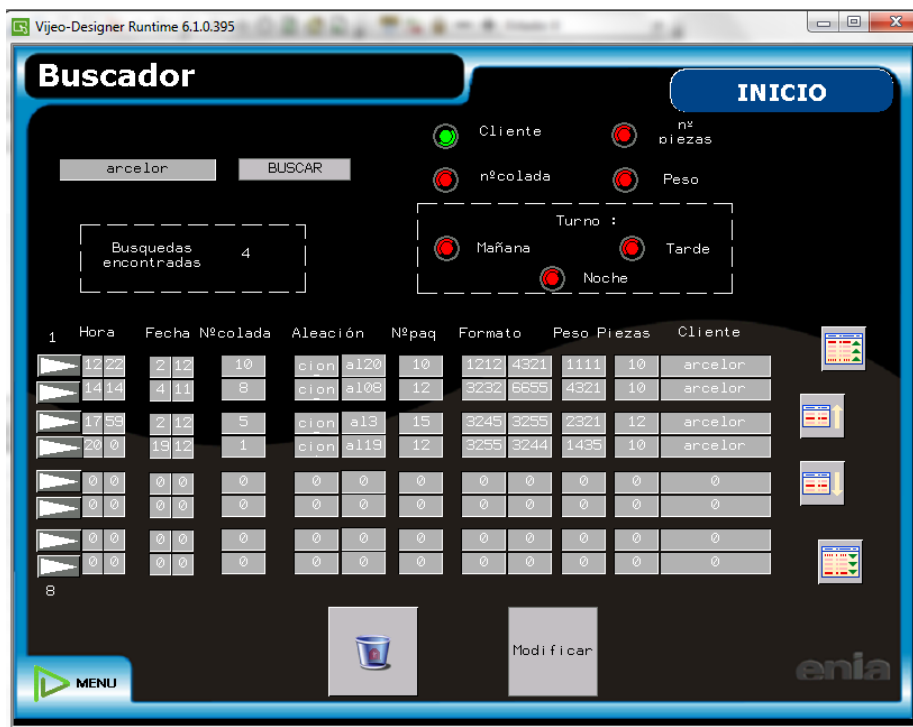 Vijeo-Designer Runtime 6.1.0.395
Buscador
INICIO
Cliente
nº piezas
arcelor BUSCAR
nºcolada
Peso
Turno :
Mañana
Tarde
Noche
Busquedas
encontradas
4
1 Hora Fecha Nºcolada Aleación Nºpaq Formato Peso Piezas Cliente
12 22 2 12 10 cion al20 10 1212 4321 1111 10 arcelor
14 14 4 11 8 cion al08 12 3232 6655 4321 10 arcelor
17 59 2 12 5 cion al3 15 3245 3255 2321 12 arcelor
20 0 19 12 1 cion al19 12 3255 3244 1435 10 arcelor
0 0 0 0 0 0 0 0 0 0 0 0 0
0 0 0 0 0 0 0 0 0 0 0 0 0
0 0 0 0 0 0 0 0 0 0 0 0 0
0 0 0 0 0 0 0 0 0 0 0 0 0
8
Modificar
MENU
enia